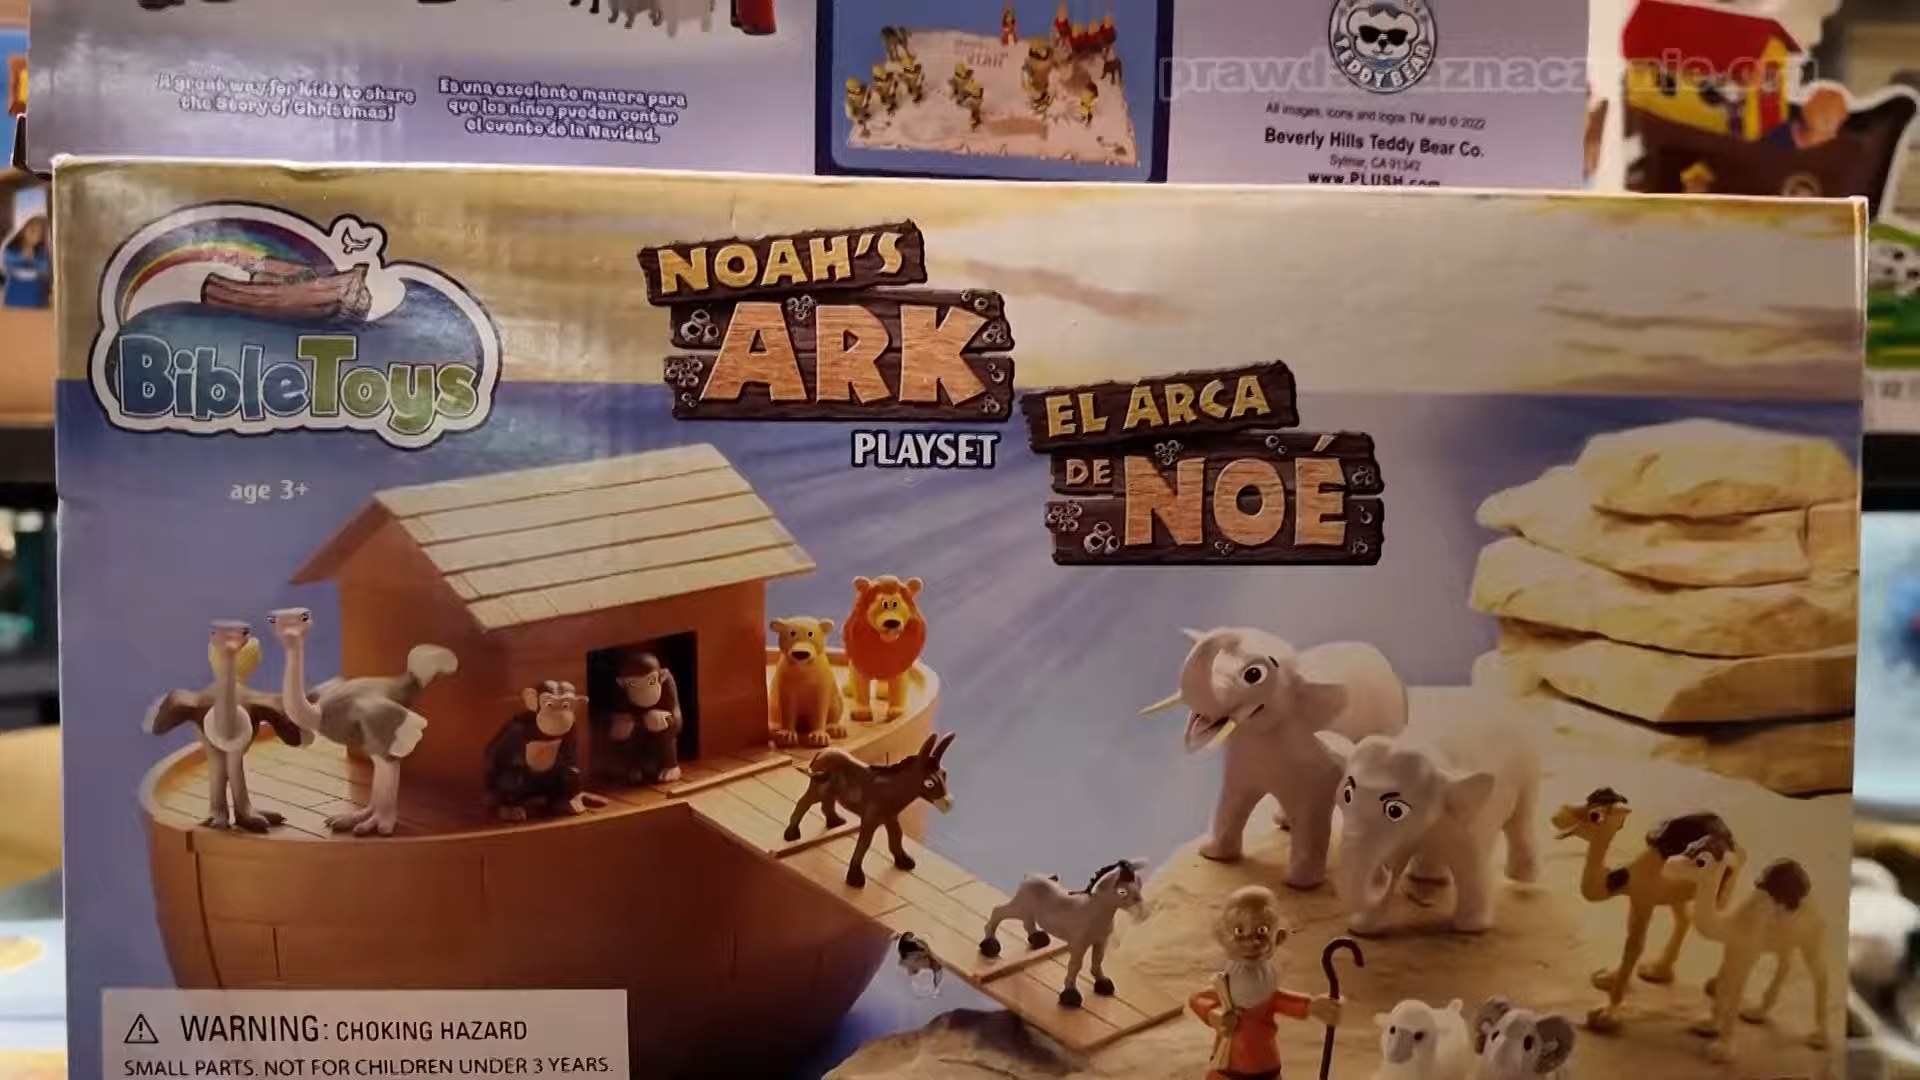 A great way for kids to share
the Story of Christmas!
Es una excelente manera para
que los niños puedan contar
el evento de la Navidad.
TEDDY BEAR
All images, icons and logos TM and © 2022
Beverly Hills Teddy Bear Co.
Sylmar, CA 91342
www.PLUSH.com
BibleToys
age 3+
NOAH'S
ARK
PLAYSET
EL ARCA
DE NOÉ
WARNING: CHOKING HAZARD
SMALL PARTS. NOT FOR CHILDREN UNDER 3 YEARS.